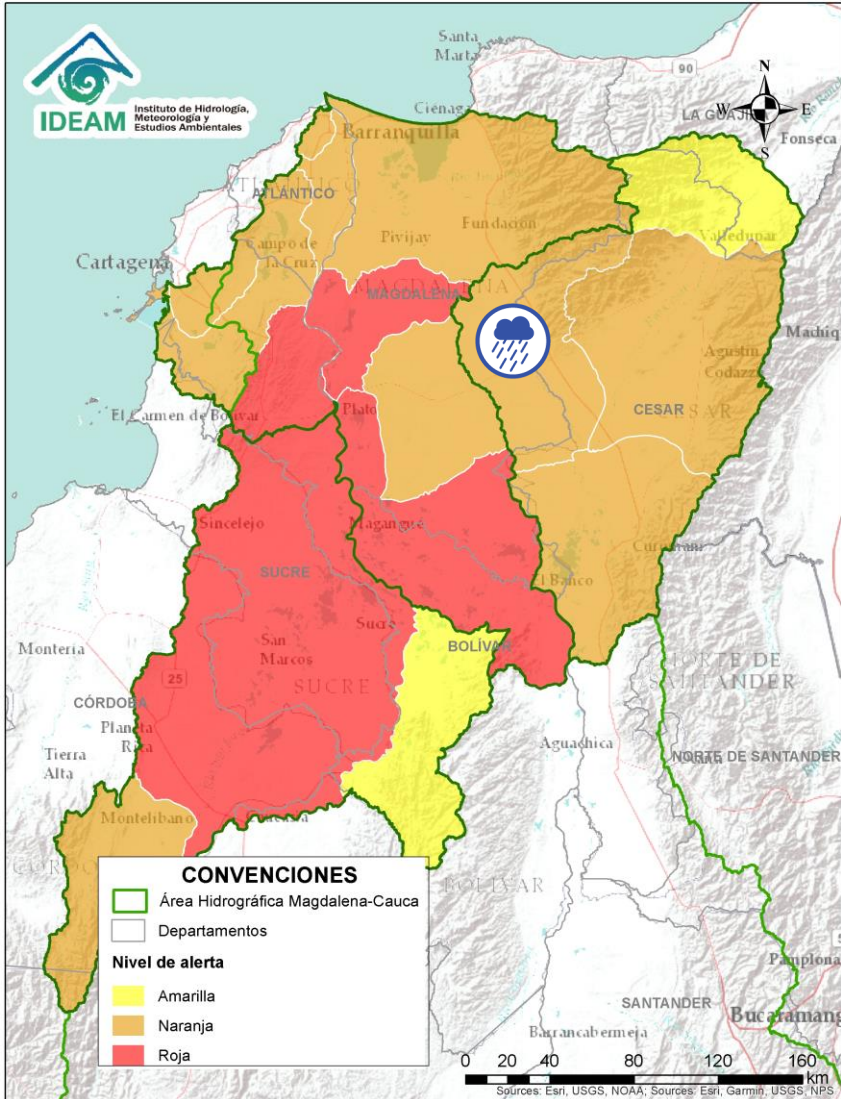 IDEAM
Instituto de Hidrología,
Meteorología y
Estudios Ambientales
Santa
Marta
90
N
W
E
S
LA GUAJIR
Fonseca
Ciénaga
Barranquilla
ATLÁNTICO
Campo de
la Cruz
Pivijay
Fundación
Valledupar
Cartagena
MAGDALENA
Machiq
Agustín
Codazzi
CESAR
El Carmen de Bolívar
Plato
Sincelejo
Magangué
SUCRE
Curumaní
El Banco
Sucre
San
Marcos
BOLÍVAR
SUCRE
Montería
25
NORTE DE
SANTANDER
CÓRDOBA
Planeta
Rica
Tierra
Alta
Aguachica
NORTE DE SANTANDER
Montelíbano
Caucasia
BOLÍVAR
CONVENCIONES
Área Hidrográfica Magdalena-Cauca
Departamentos
Nivel de alerta
Amarilla
Naranja
Roja
Pamplona
SANTANDER
Bucaramang
Barrancabermeja
0 20 40 80 120 160
km
Sources: Esri, USGS, NOAA; Sources: Esri, Garmin, USGS, NPS